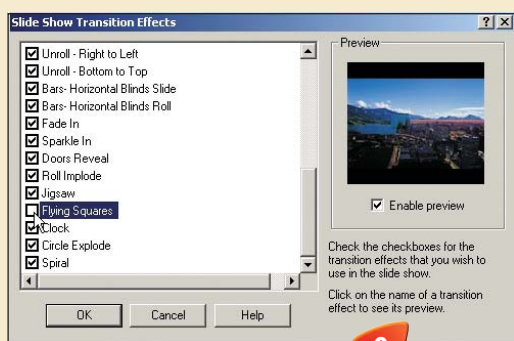 Slide Show Transition Effects
Unroll - Right to Left
Unroll - Bottom to Top
Bars- Horizontal Blinds Slide
Bars- Horizontal Blinds Roll
Fade In
Sparkle In
Doors Reveal
Roll Implode
Jigsaw
Flying Squares
Clock
Circle Explode
Spiral
OK
Cancel
Help
Preview
Enable preview
Check the checkboxes for the
transition effects that you wish to
use in the slide show.
Click on the name of a transition
effect to see its preview.